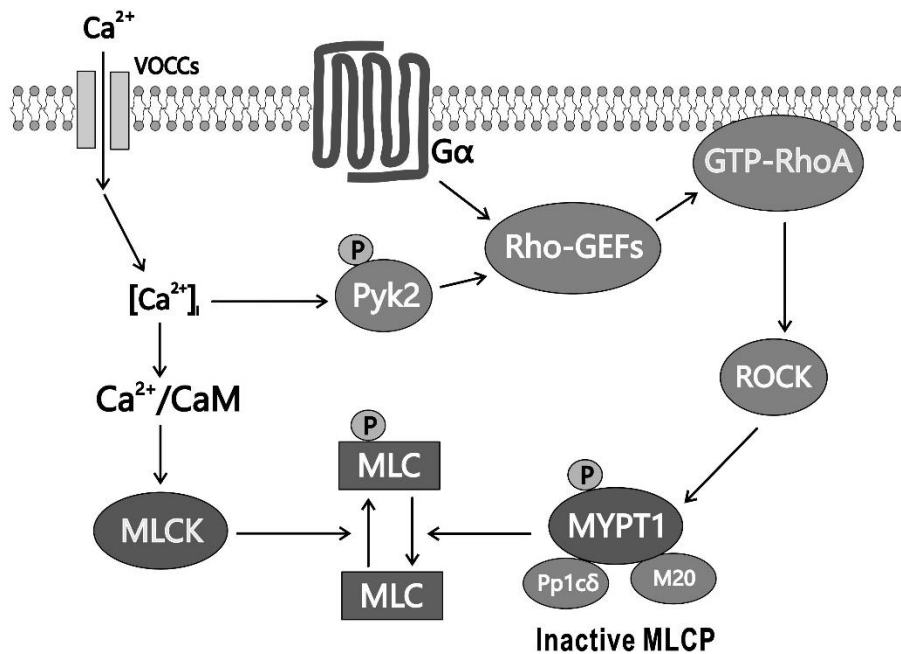 Ca²⁺
VOCCs
Gα
GTP-RhoA
Rho-GEFs
P
Pyk2
[Ca²⁺]ᵢ
ROCK
Ca²⁺/CaM
P
MLC
P
MYPT1
MLCK
Pp1cδ
M20
MLC
Inactive MLCP